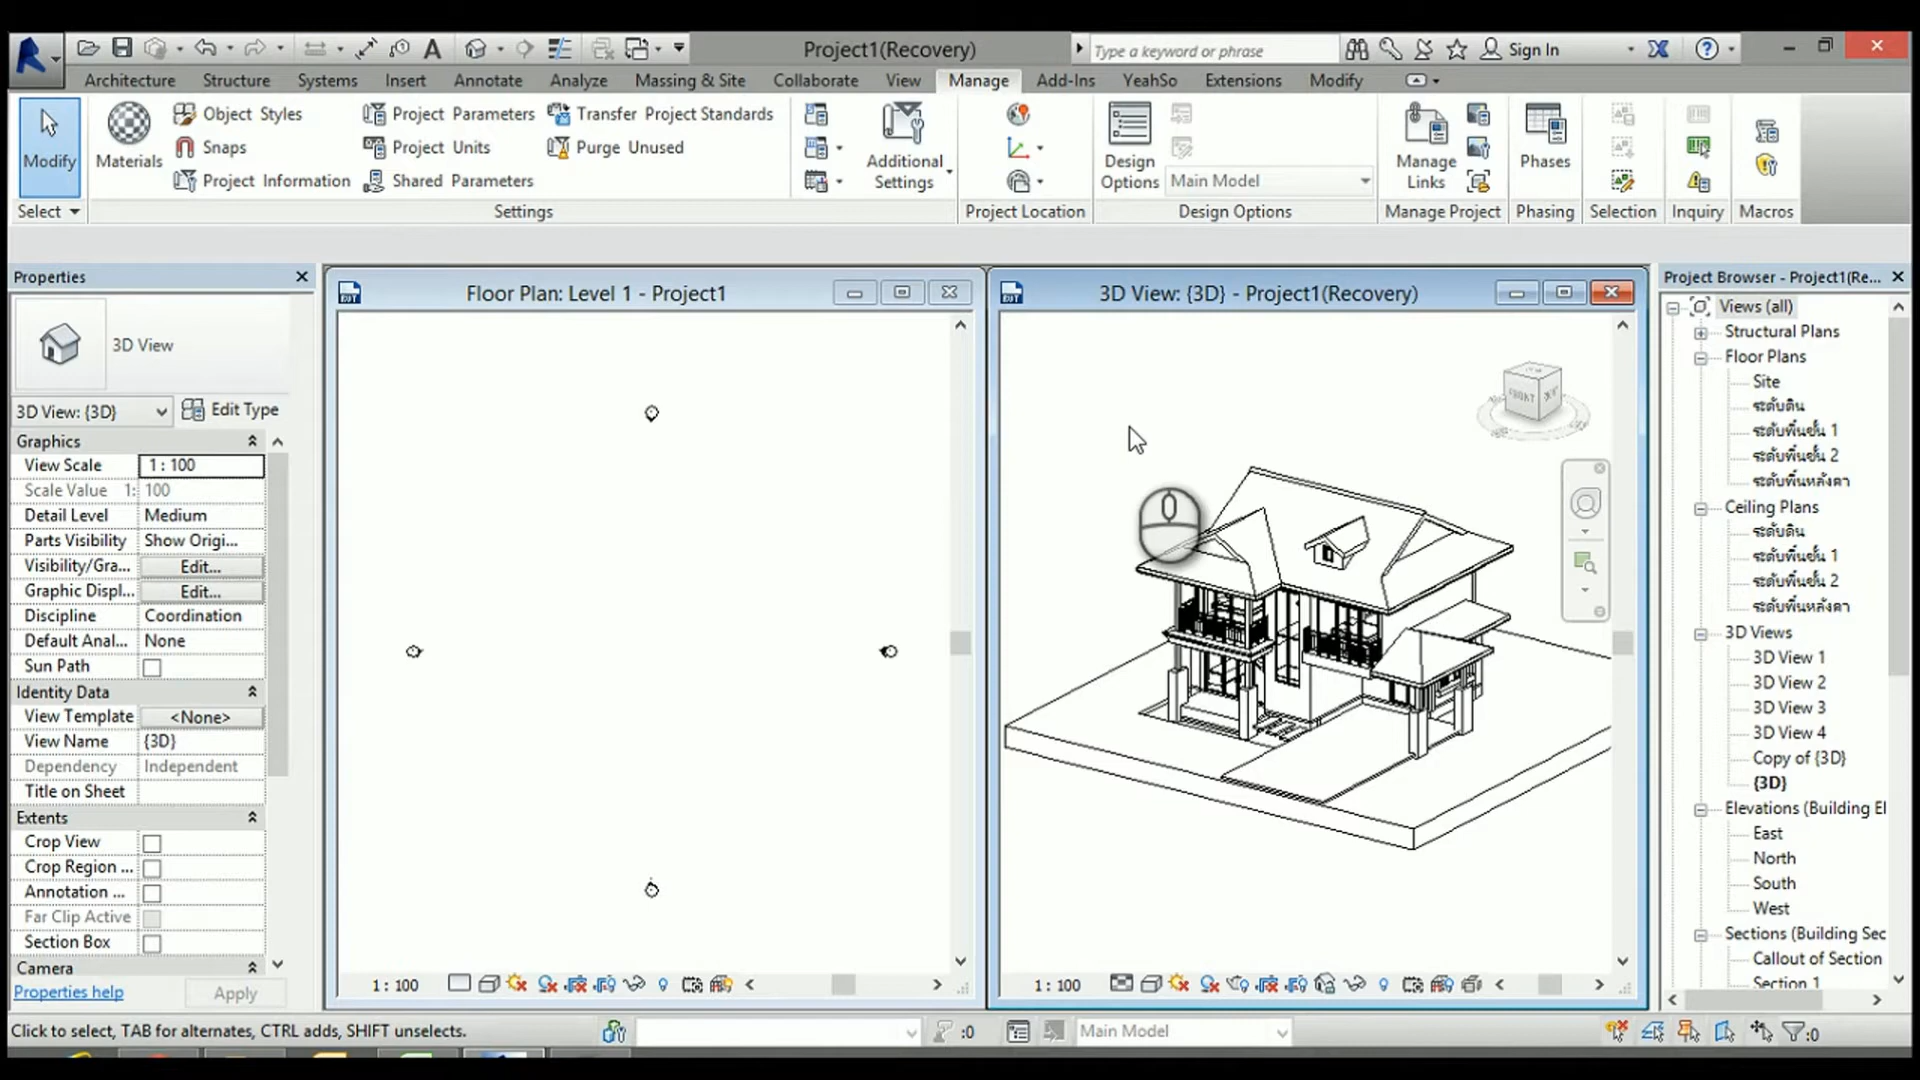 Project1(Recovery)
Type a keyword or phrase
Sign In
Architecture
Structure
Systems
Insert
Annotate
Analyze
Massing & Site
Collaborate
View
Manage
Add-Ins
YeahSo
Extensions
Modify
Modify
Materials
Object Styles
Snaps
Project Information
Project Parameters
Project Units
Shared Parameters
Transfer Project Standards
Purge Unused
Additional Settings
Design Options
Main Model
Manage Links
Phases
Select
Settings
Project Location
Design Options
Manage Project
Phasing
Selection
Inquiry
Macros
Properties
3D View
3D View: {3D}
Edit Type
Graphics
View Scale 1 : 100
Scale Value 1: 100
Detail Level Medium
Parts Visibility Show Origi...
Visibility/Gra... Edit...
Graphic Displ... Edit...
Discipline Coordination
Default Anal... None
Sun Path
Identity Data
View Template <None>
View Name {3D}
Dependency Independent
Title on Sheet
Extents
Crop View
Crop Region ...
Annotation ...
Far Clip Active
Section Box
Camera
Properties help
Apply
Floor Plan: Level 1 - Project1
1 : 100
3D View: {3D} - Project1(Recovery)
FRONT
1 : 100
Project Browser - Project1(Re...
Views (all)
Structural Plans
Floor Plans
Site
ระดับดิน
ระดับพื้นชั้น 1
ระดับพื้นชั้น 2
ระดับพื้นหลังคา
Ceiling Plans
ระดับดิน
ระดับพื้นชั้น 1
ระดับพื้นชั้น 2
ระดับพื้นหลังคา
3D Views
3D View 1
3D View 2
3D View 3
3D View 4
Copy of {3D}
{3D}
Elevations (Building El
East
North
South
West
Sections (Building Sec
Callout of Section
Section 1
Click to select, TAB for alternates, CTRL adds, SHIFT unselects.
:0
Main Model
:0